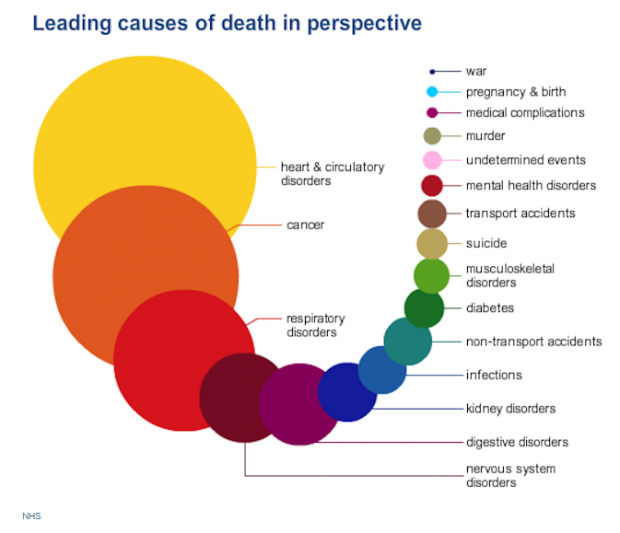 Leading causes of death in perspective
war
pregnancy & birth
medical complications
murder
undetermined events
heart & circulatory
disorders
mental health disorders
transport accidents
cancer
suicide
musculoskeletal
disorders
diabetes
respiratory
disorders
non-transport accidents
infections
kidney disorders
digestive disorders
nervous system
disorders
NHS